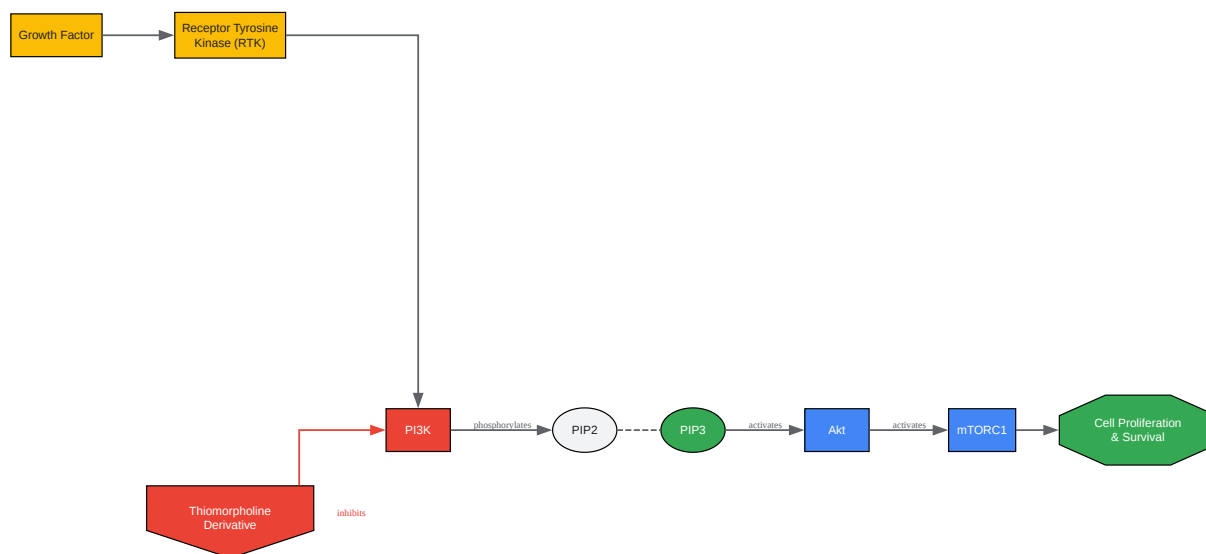 Growth Factor
Receptor Tyrosine
Kinase (RTK)
PI3K
phosphorylates
PIP2
PIP3
activates
Akt
activates
mTORC1
Cell Proliferation
& Survival
Thiomorpholine
Derivative
inhibits